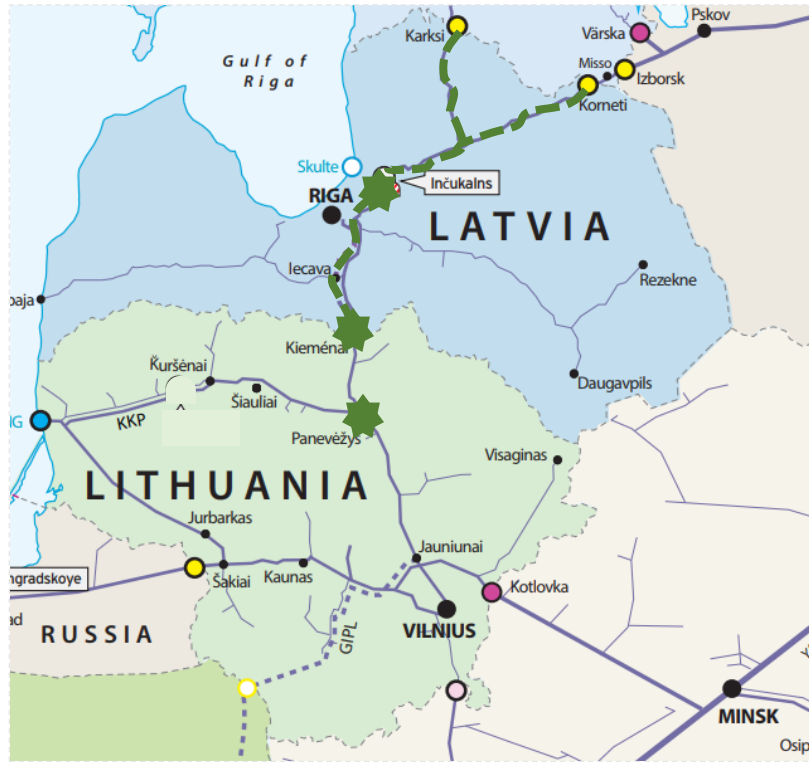 Pskov
Karksi
Värska
Gulf of
Riga
Misso
Izborsk
Korneti
Skulte
Inčukalns
RIGA
LATVIA
Iecava
Rezekne
paja
Kieménai
Kuršėnai
Daugavpils
Šiauliai
KKP
G
Panevėžys
Visaginas
LITHUANIA
Jurbarkas
Jauniunai
ngradskoye
Šakiai
Kaunas
Kotlovka
ad
RUSSIA
VILNIUS
GIPL
MINSK
Osip